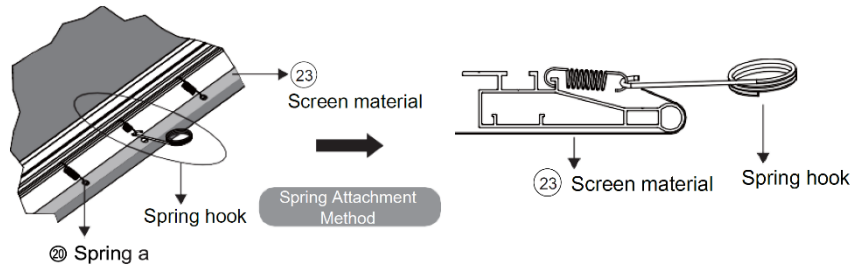 ㉓
Screen material
Spring hook
Spring Attachment
Method
⑳ Spring a
㉓ Screen material
Spring hook